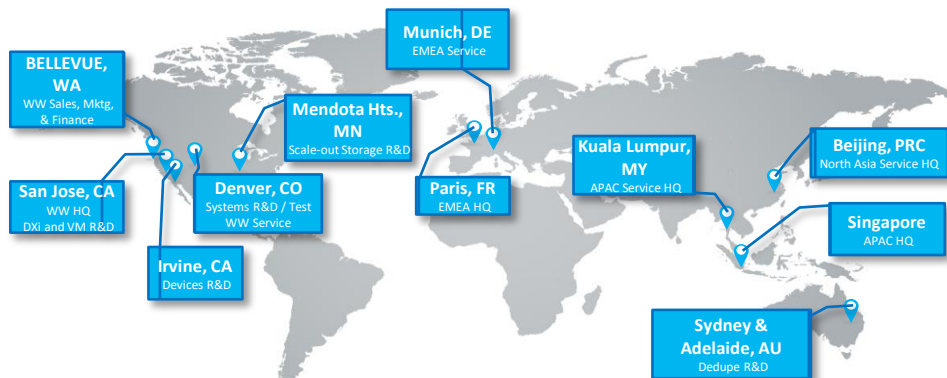 Munich, DE
EMEA Service
BELLEVUE,
WA
WW Sales, Mktg,
& Finance
Mendota Hts.,
MN
Scale-out Storage R&D
Kuala Lumpur,
MY
APAC Service HQ
Beijing, PRC
North Asia Service HQ
San Jose, CA
WW HQ
DXi and VM R&D
Denver, CO
Systems R&D / Test
WW Service
Paris, FR
EMEA HQ
Singapore
APAC HQ
Irvine, CA
Devices R&D
Sydney &
Adelaide, AU
Dedupe R&D